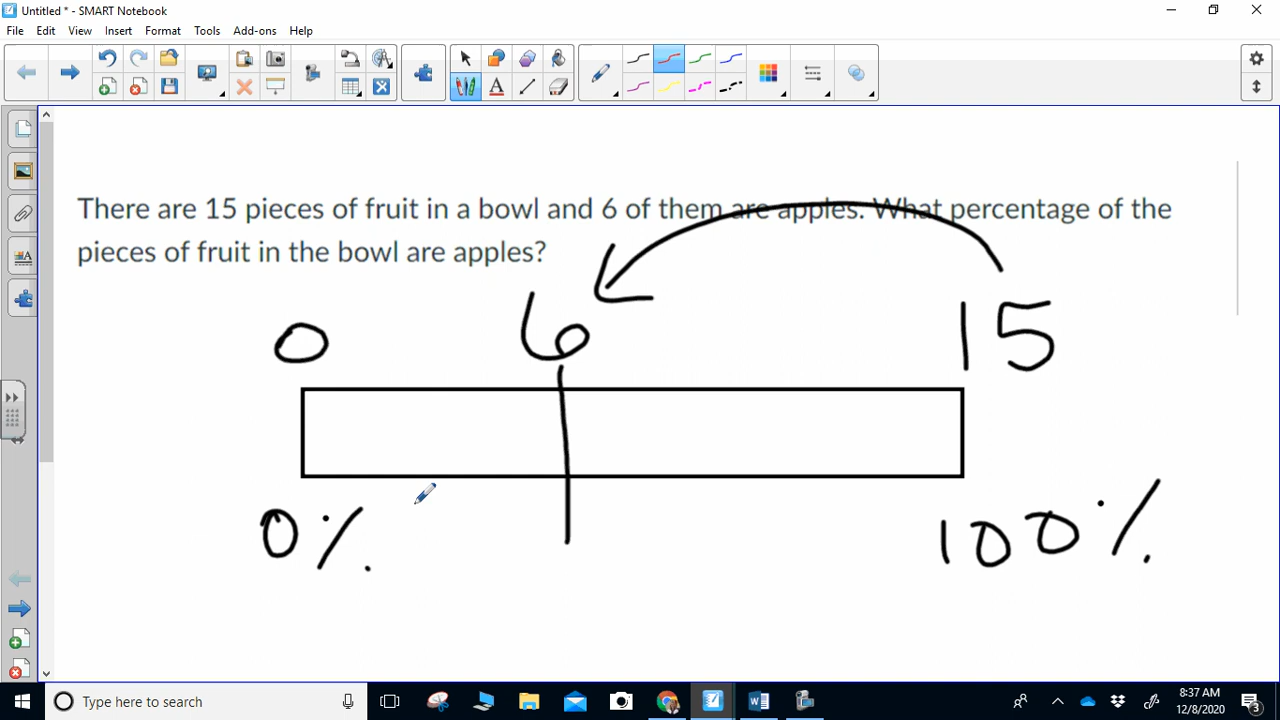 Untitled * - SMART Notebook
File Edit View Insert Format Tools Add-ons Help
There are 15 pieces of fruit in a bowl and 6 of them are apples. What percentage of the
pieces of fruit in the bowl are apples?
0 6 15
0% 100%
Type here to search
8:37 AM
12/8/2020
3